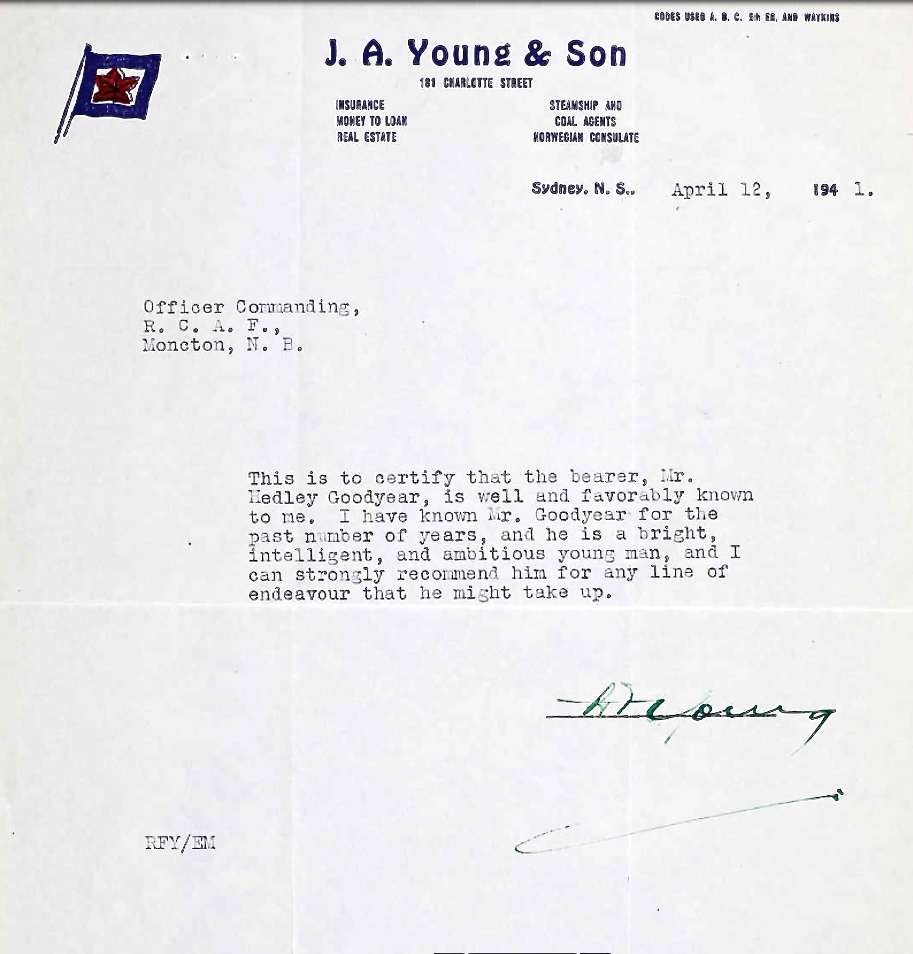 CODES USED A. B. C. 5th ED. AND WATKINS
J. A. Young & Son
181 CHARLOTTE STREET
INSURANCE
MONEY TO LOAN
REAL ESTATE
STEAMSHIP AND
COAL AGENTS
NORWEGIAN CONSULATE
Sydney, N. S., April 12, 194 1.
Officer Commanding,
R. C. A. F.,
Moncton, N. B.
This is to certify that the bearer, Mr.
Hedley Goodyear, is well and favorably known
to me. I have known Mr. Goodyear for the
past number of years, and he is a bright,
intelligent, and ambitious young man, and I
can strongly recommend him for any line of
endeavour that he might take up.
Young
RFY/EM